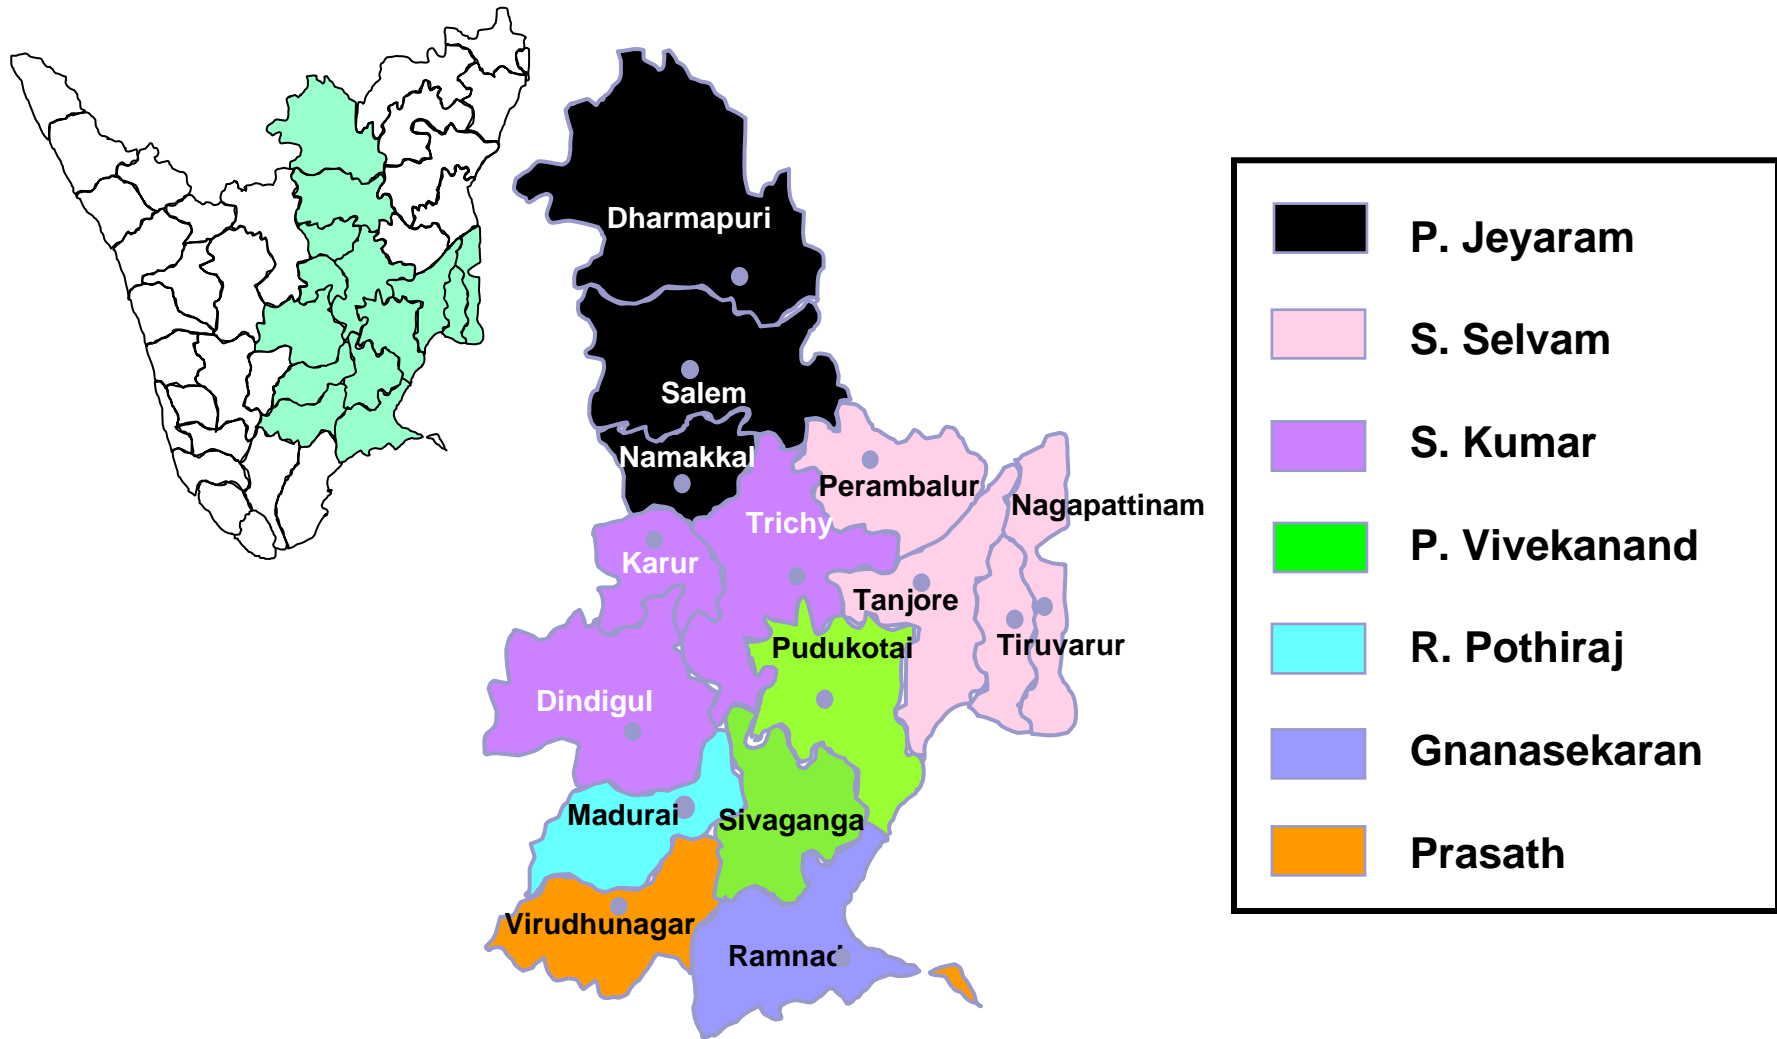 Dharmapuri
Salem
Namakkal
Perambalur
Nagapattinam
Trichy
Karur
Tanjore
Tiruvarur
Pudukotai
Dindigul
Madurai
Sivaganga
Virudhunagar
Ramnad
P. Jeyaram
S. Selvam
S. Kumar
P. Vivekanand
R. Pothiraj
Gnanasekaran
Prasath